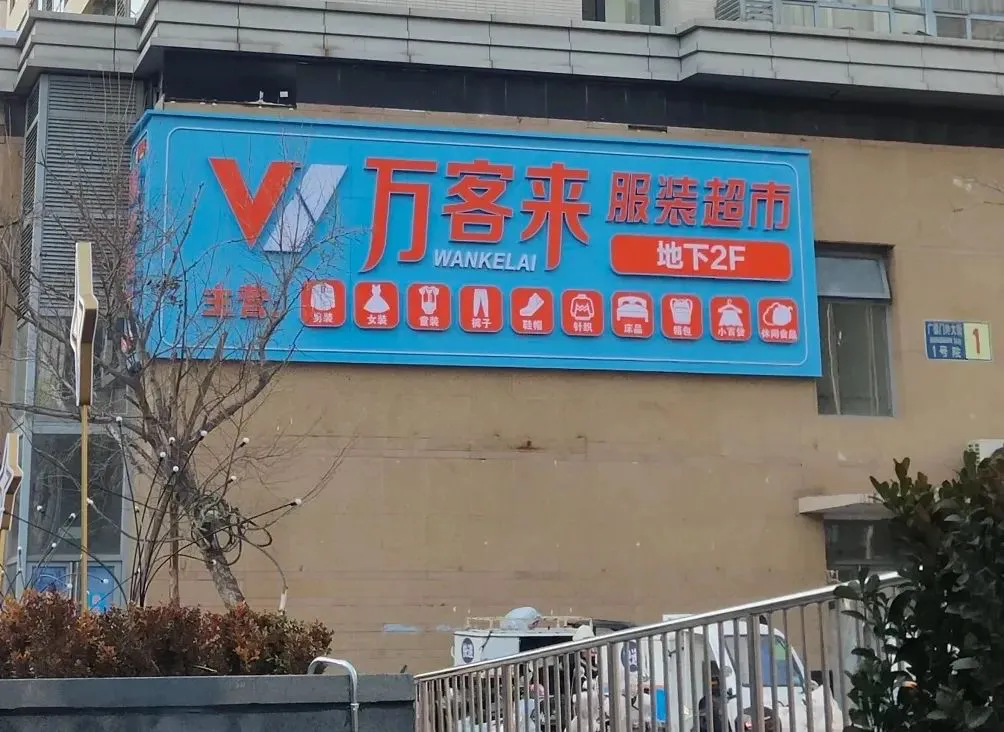 万客来 服装超市
WANKELAI
地下2F
主营:
男装 女装 童装 裤子 鞋帽 针织 床品 箱包 小百货 休闲食品
1号院
1